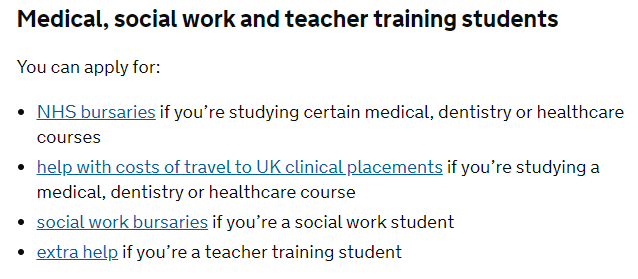 Medical, social work and teacher training students
You can apply for:
• NHS bursaries if you’re studying certain medical, dentistry or healthcare
courses
• help with costs of travel to UK clinical placements if you’re studying a
medical, dentistry or healthcare course
• social work bursaries if you’re a social work student
• extra help if you’re a teacher training student